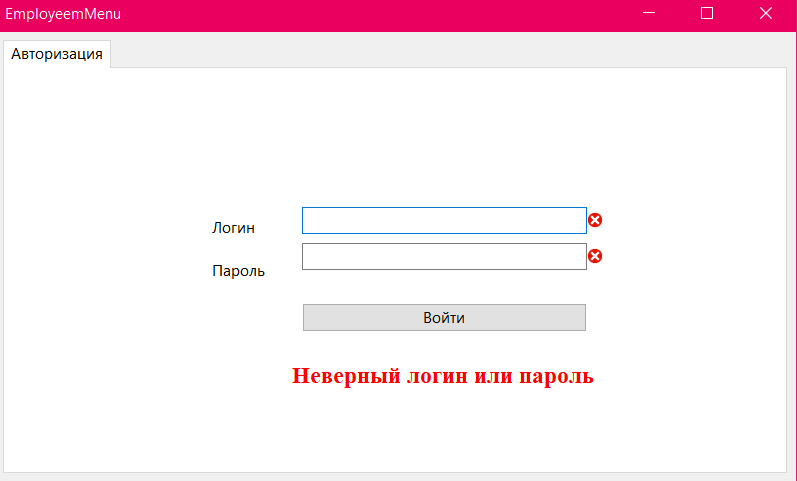 EmployeemMenu
Авторизация
Логин
Пароль
Войти
Неверный логин или пароль